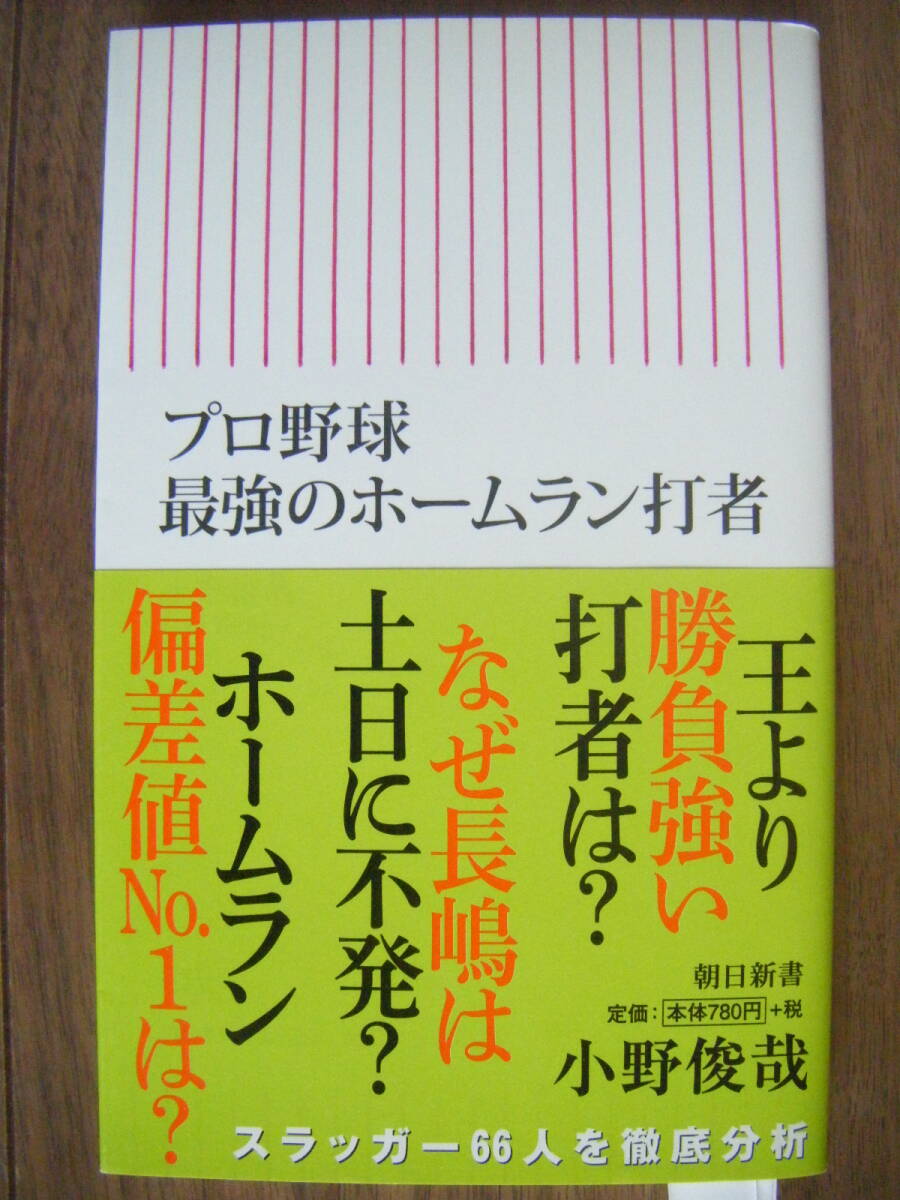 プロ野球
最強のホームラン打者
王より
勝負強い
打者は?
なぜ長嶋は
土日に不発?
ホームラン
偏差値No.1は?
朝日新書
定価:本体780円+税
小野俊哉
スラッガー66人を徹底分析